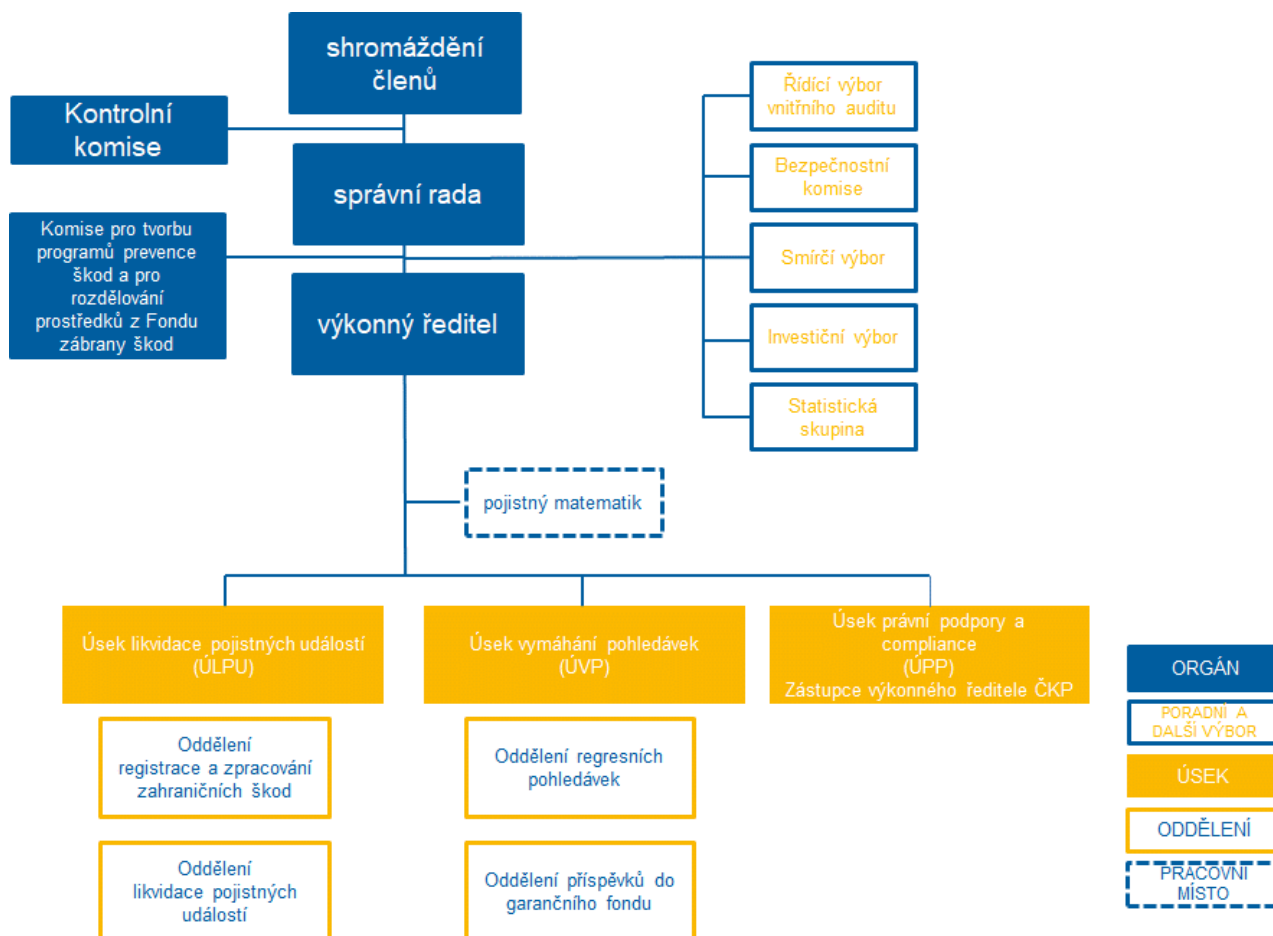 shromáždění
členů
Kontrolní
komise
správní rada
Komise pro tvorbu
programů prevence
škod a pro
rozdělování
prostředků z Fondu
zábrany škod
výkonný ředitel
Řídící výbor
vnitřního auditu
Bezpečnostní
komise
Smírčí výbor
Investiční výbor
Statistická
skupina
pojistný matematik
Úsek likvidace pojistných událostí
(ÚLPU)
Úsek vymáhání pohledávek
(ÚVP)
Úsek právní podpory a
compliance
(ÚPP)
Zástupce výkonného ředitele ČKP
Oddělení
registrace a zpracování
zahraničních škod
Oddělení regresních
pohledávek
Oddělení
likvidace pojistných
událostí
Oddělení příspěvků do
garančního fondu
ORGÁN
PORADNÍ A
DALŠÍ VÝBOR
ÚSEK
ODDĚLENÍ
PRACOVNÍ
MÍSTO